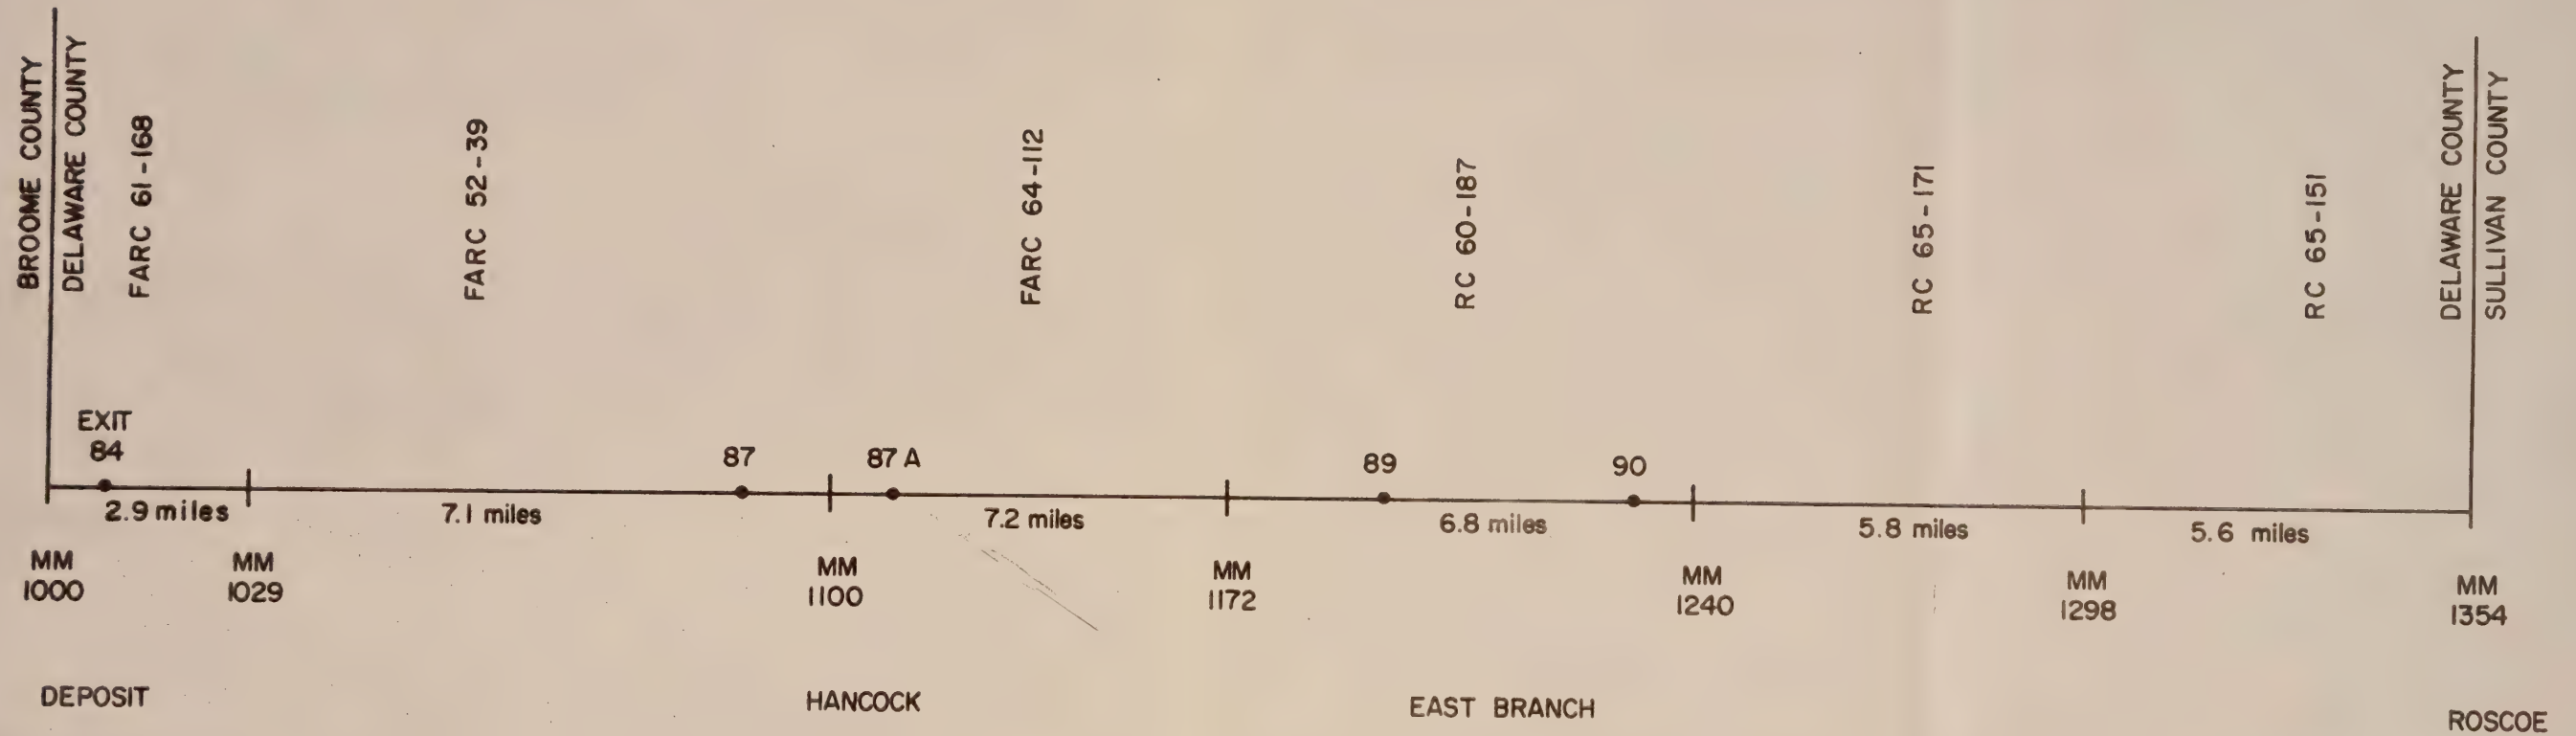 BROOME COUNTY
DELAWARE COUNTY
FARC 61-168
FARC 52-39
FARC 64-112
RC 60-187
RC 65-171
RC 65-151
DELAWARE COUNTY
SULLIVAN COUNTY
EXIT
84
87
87 A
89
90
2.9 miles
7.1 miles
7.2 miles
6.8 miles
5.8 miles
5.6 miles
MM
1000
MM
1029
MM
1100
MM
1172
MM
1240
MM
1298
MM
1354
DEPOSIT
HANCOCK
EAST BRANCH
ROSCOE